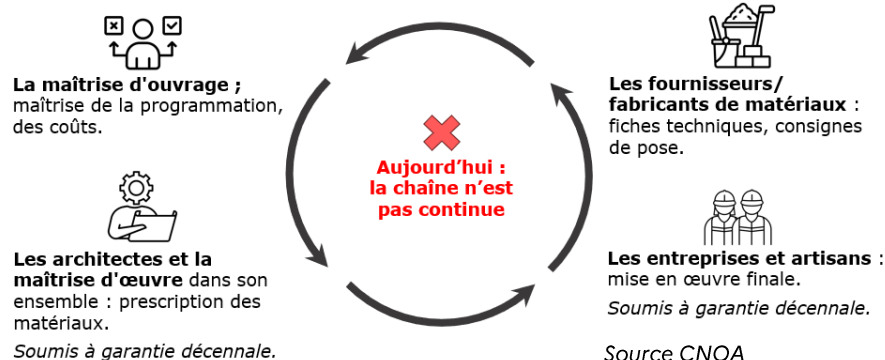 La maîtrise d'ouvrage ;
maîtrise de la programmation,
des coûts.
Les architectes et la
maîtrise d'œuvre dans son
ensemble : prescription des
matériaux.
Soumis à garantie décennale.
Aujourd'hui :
la chaîne n'est
pas continue
Les fournisseurs/
fabricants de matériaux :
fiches techniques, consignes
de pose.
Les entreprises et artisans :
mise en œuvre finale.
Soumis à garantie décennale.
Source CNOA